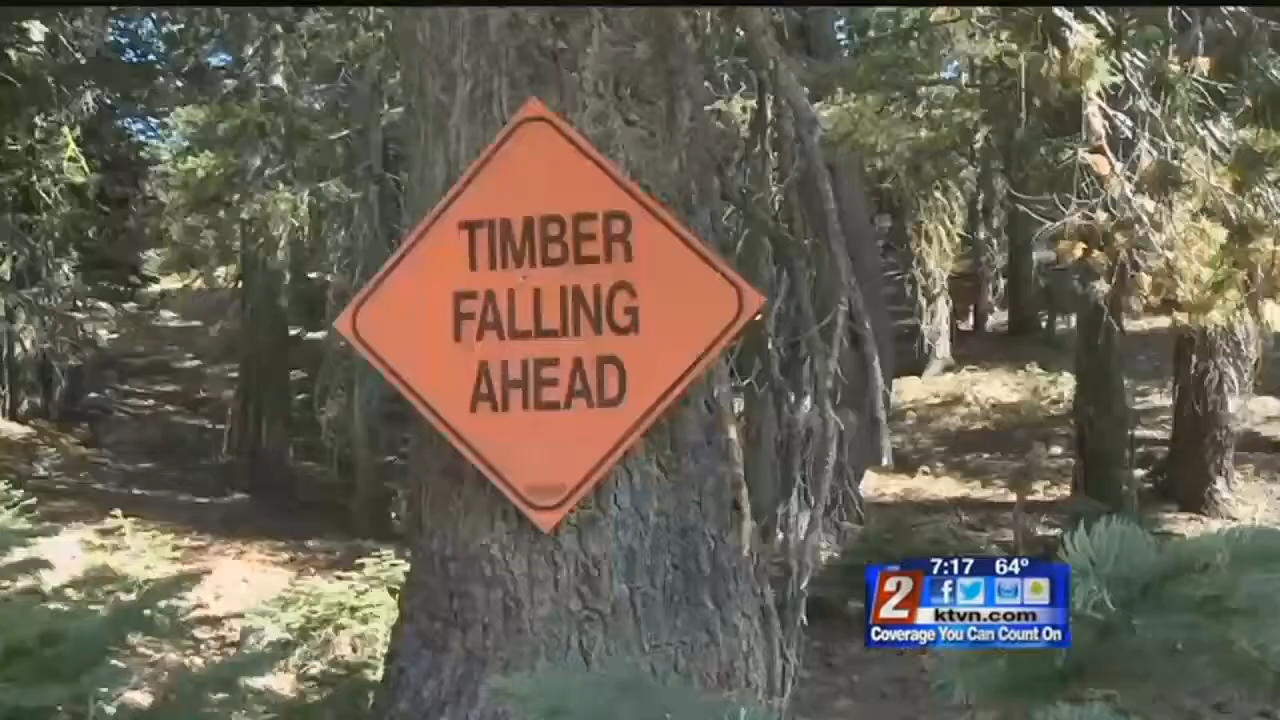 TIMBER
FALLING
AHEAD
7:17 64°
2
ktvn.com
Coverage You Can Count On